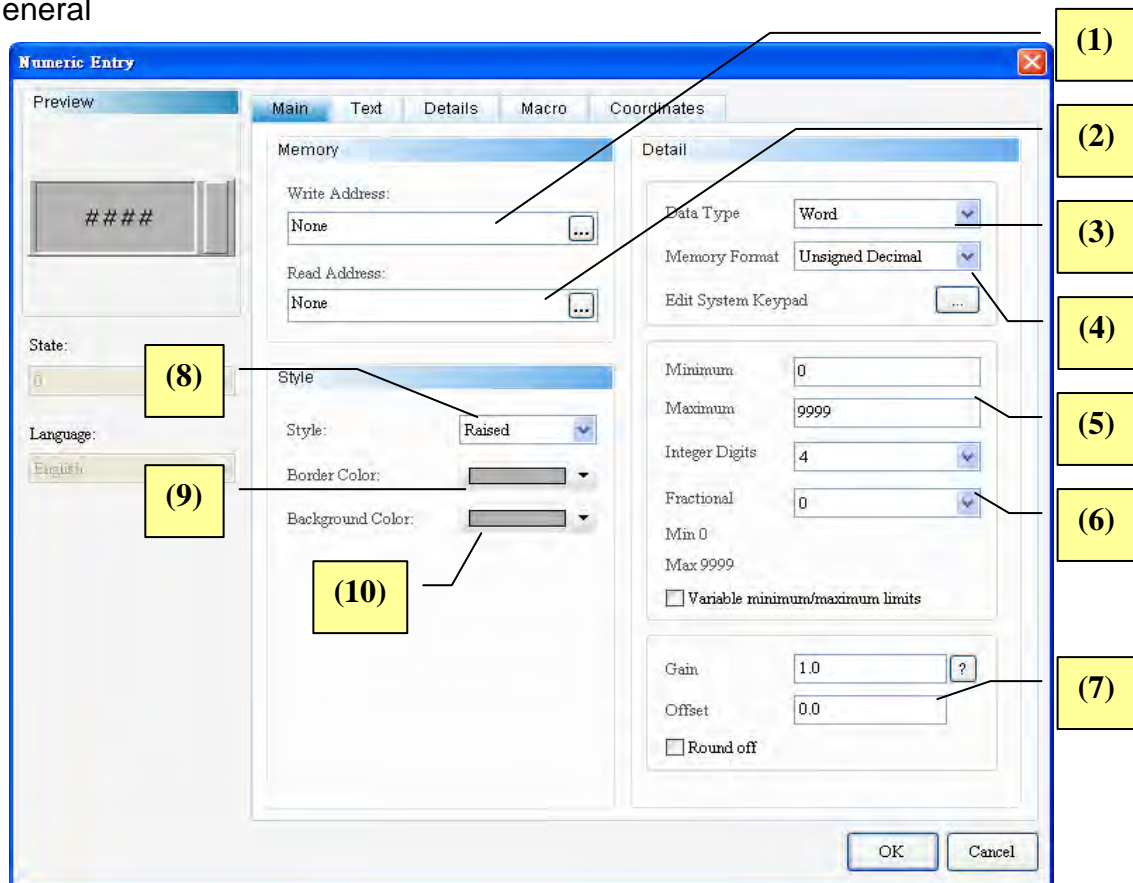 eneral
Numeric Entry
Preview
####
State:
0
Language:
English
Main Text Details Macro Coordinates
Memory
Write Address:
None
...
Read Address:
None
...
Style
Style:
Raised
Border Color:
Background Color:
Detail
Data Type
Word
Memory Format
Unsigned Decimal
Edit System Keypad
...
Minimum
0
Maximum
9999
Integer Digits
4
Fractional
0
Min 0
Max 9999
Variable minimum/maximum limits
Gain
1.0
?
Offset
0.0
Round off
OK
Cancel
(1)
(2)
(3)
(4)
(5)
(6)
(7)
(8)
(9)
(10)